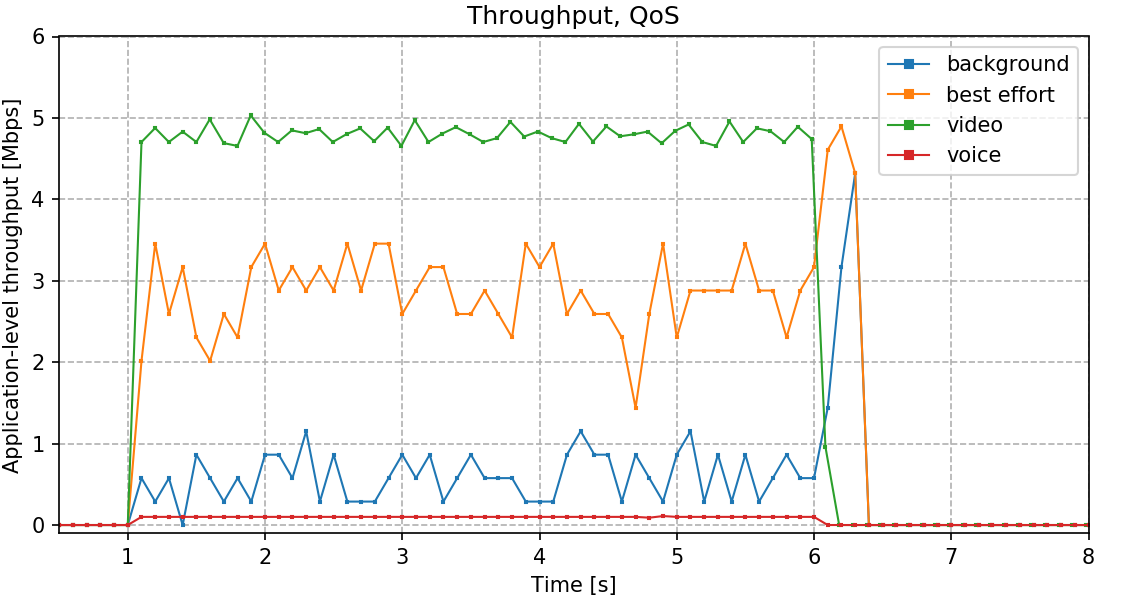 Throughput, QoS
Application-level throughput [Mbps]
6
5
4
3
2
1
0
background
best effort
video
voice
1 2 3 4 5 6 7 8
Time [s]